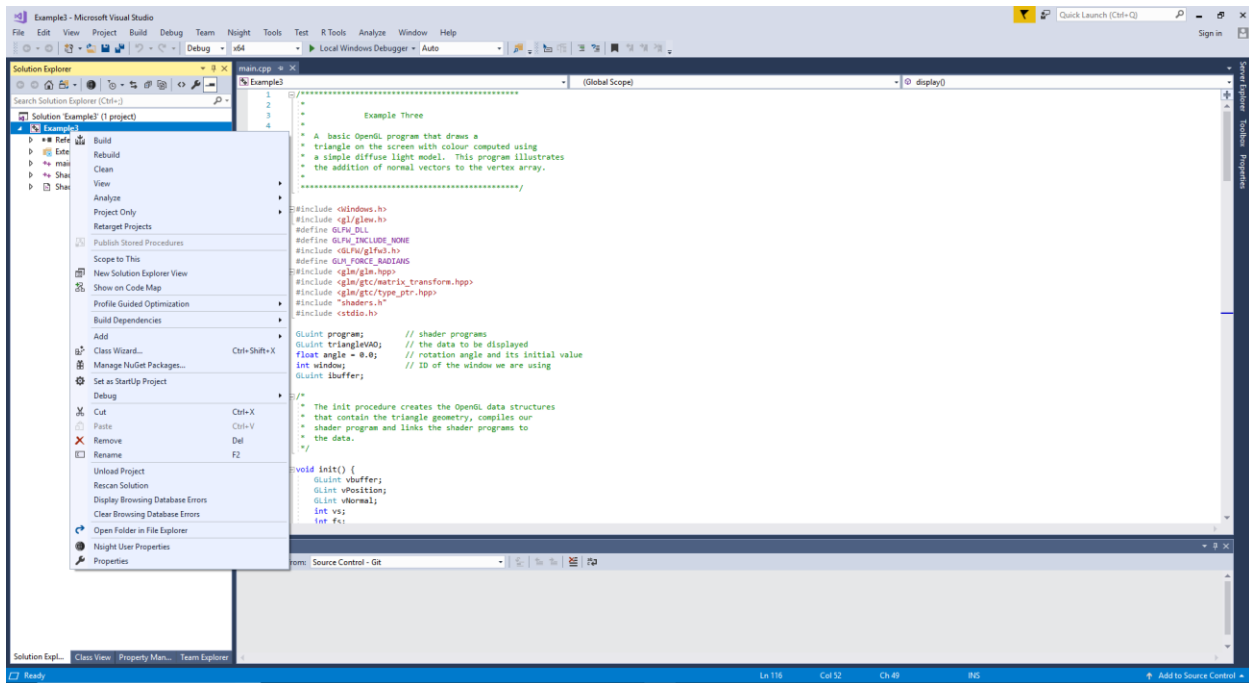 Example3 - Microsoft Visual Studio
Quick Launch (Ctrl+Q)
File Edit View Project Build Debug Team Nsight Tools Test R Tools Analyze Window Help
Sign in
Debug x64 Local Windows Debugger Auto
Solution Explorer
main.cpp
Example3 (Global Scope) display()
Search Solution Explorer (Ctrl+;)
Solution 'Example3' (1 project)
Example3
Refe
Exte
mai
Shad
Shad
Build
Rebuild
Clean
View
Analyze
Project Only
Retarget Projects
Publish Stored Procedures
Scope to This
New Solution Explorer View
Show on Code Map
Profile Guided Optimization
Build Dependencies
Add
Class Wizard... Ctrl+Shift+X
Manage NuGet Packages...
Set as StartUp Project
Debug
Cut Ctrl+X
Paste Ctrl+V
Remove Del
Rename F2
Unload Project
Rescan Solution
Display Browsing Database Errors
Clear Browsing Database Errors
Open Folder in File Explorer
Nsight User Properties
Properties
1 /************************************************
2 *
3 * Example Three
4 *
* A basic OpenGL program that draws a
* triangle on the screen with colour computed using
* a simple diffuse light model. This program illustrates
* the addition of normal vectors to the vertex array.
*
************************************************/
#include <Windows.h>
#include <gl/glew.h>
#define GLFW_DLL
#define GLFW_INCLUDE_NONE
#include <GLFW/glfw3.h>
#define GLM_FORCE_RADIANS
#include <glm/glm.hpp>
#include <glm/gtc/matrix_transform.hpp>
#include <glm/gtc/type_ptr.hpp>
#include "shaders.h"
#include <stdio.h>
GLuint program; // shader programs
GLuint triangleVAO; // the data to be displayed
float angle = 0.0; // rotation angle and its initial value
int window; // ID of the window we are using
GLuint ibuffer;
/*
* The init procedure creates the OpenGL data structures
* that contain the triangle geometry, compiles our
* shader program and links the shader programs to
* the data.
*/
void init() {
GLuint vbuffer;
GLint vPosition;
GLint vNormal;
int vs;
int fs;
rom: Source Control - Git
Server Explorer
Toolbox
Properties
Solution Expl... Class View Property Man... Team Explorer
Ready Ln 116 Col 52 Ch 49 INS Add to Source Control